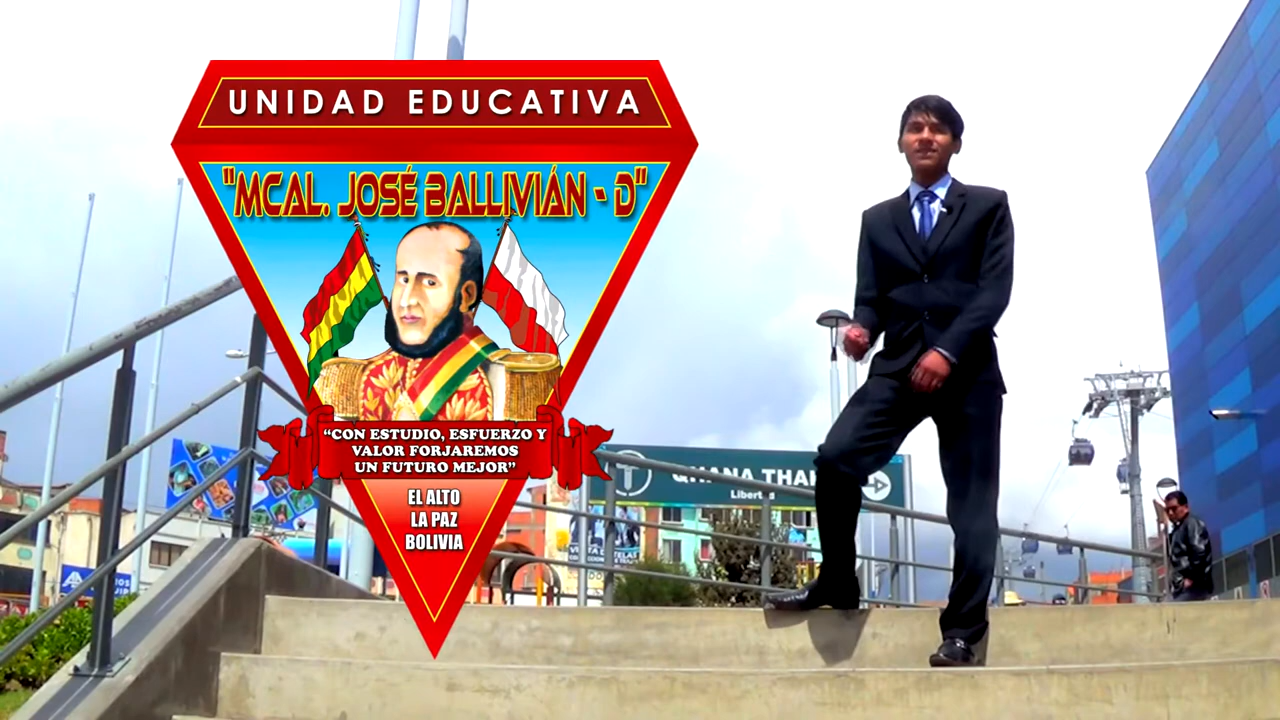 UNIDAD EDUCATIVA
"MCAL. JOSÉ BALLIVIÁN - D"
“CON ESTUDIO, ESFUERZO Y
VALOR FORJAREMOS
UN FUTURO MEJOR”
EL ALTO
LA PAZ
BOLIVIA
Libertad